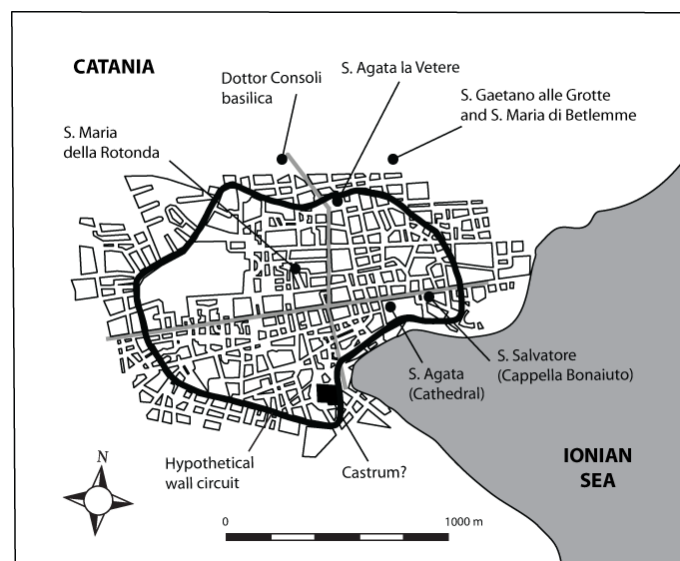 CATANIA
Dottor Consoli
basilica
S. Agata la Vetere
S. Gaetano alle Grotte
and S. Maria di Betlemme
S. Maria
della Rotonda
S. Salvatore
(Cappella Bonaiuto)
S. Agata
(Cathedral)
Hypothetical
wall circuit
Castrum?
IONIAN
SEA
N
0
1000 m